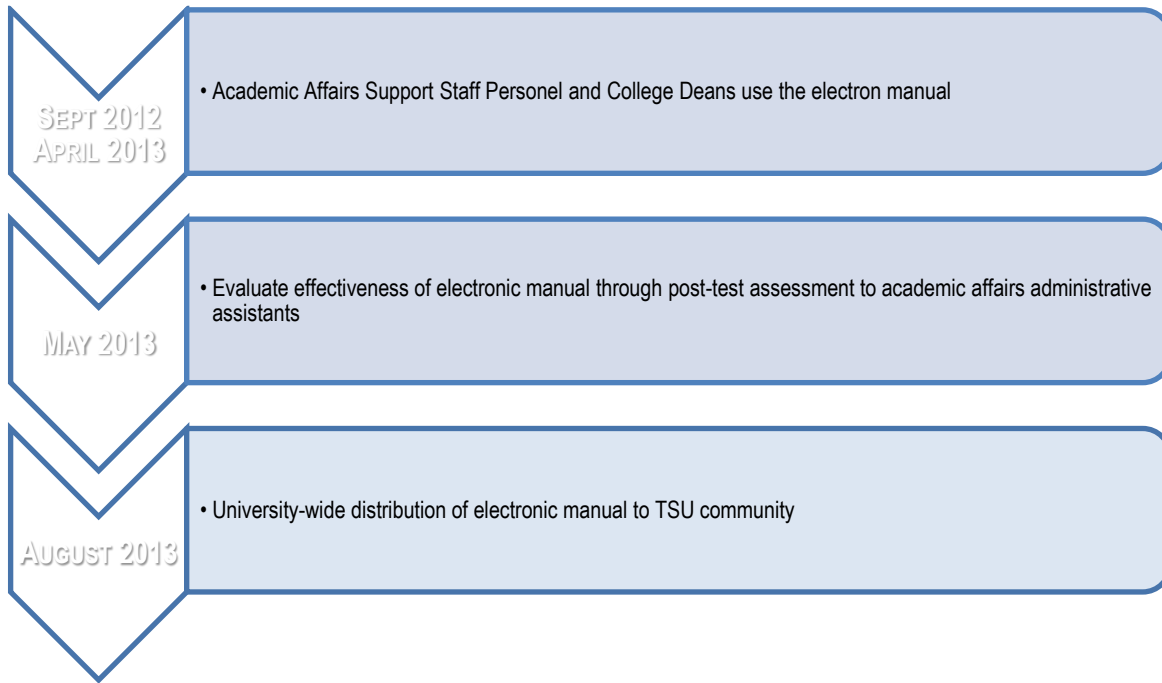 SEPT 2012
APRIL 2013
• Academic Affairs Support Staff Personel and College Deans use the electron manual
MAY 2013
• Evaluate effectiveness of electronic manual through post-test assessment to academic affairs administrative
assistants
AUGUST 2013
• University-wide distribution of electronic manual to TSU community